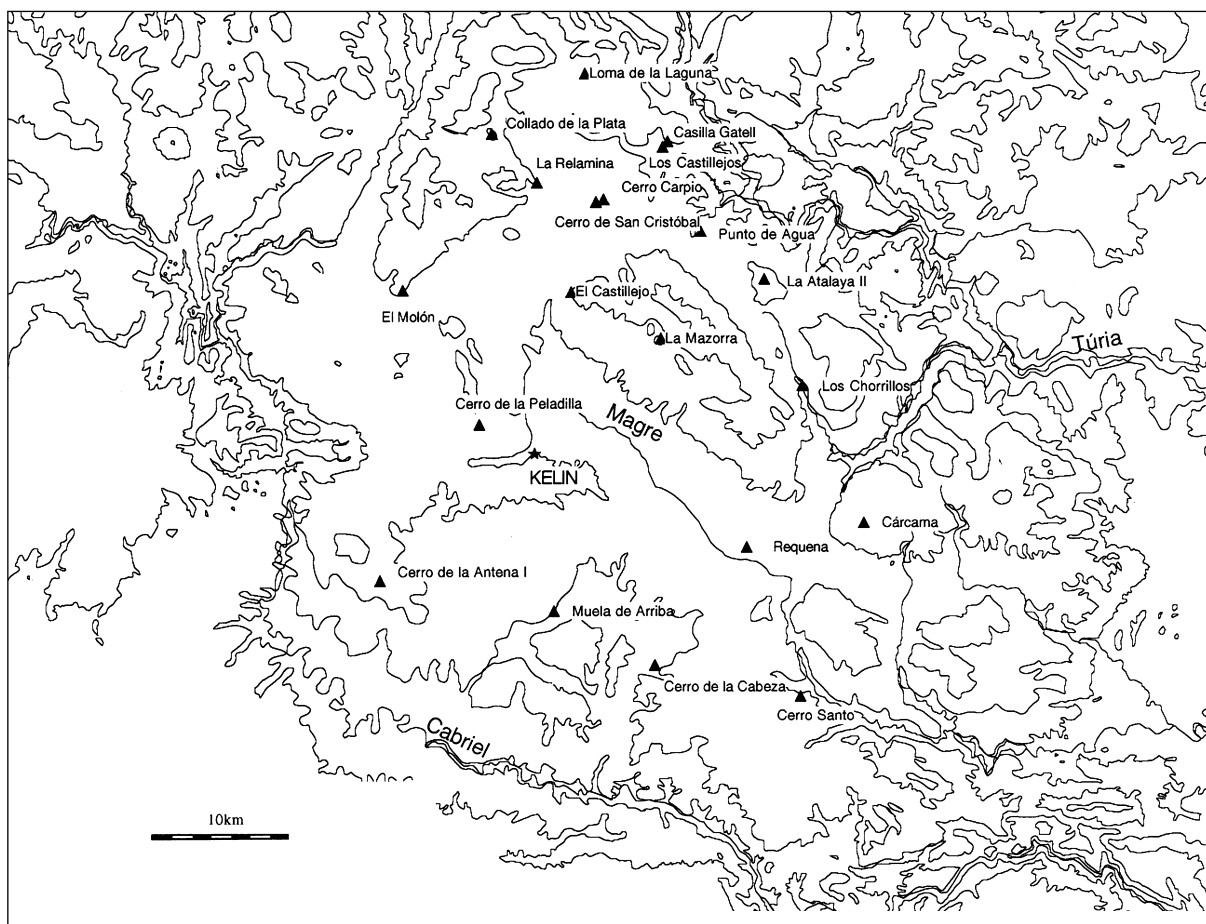 Loma de la Laguna
Collado de la Plata
Casilla Gatell
La Relamina
Los Castillejos
Cerro Carpio
Cerro de San Cristóbal
Punto de Agua
La Atalaya II
El Castillejo
El Molón
La Mazorra
Túria
Los Chorrillos
Cerro de la Peladilla
Magre
KELIN
Cárcama
Requena
Cerro de la Antena I
Muela de Arriba
Cerro de la Cabeza
Cerro Santo
Cabriel
10km